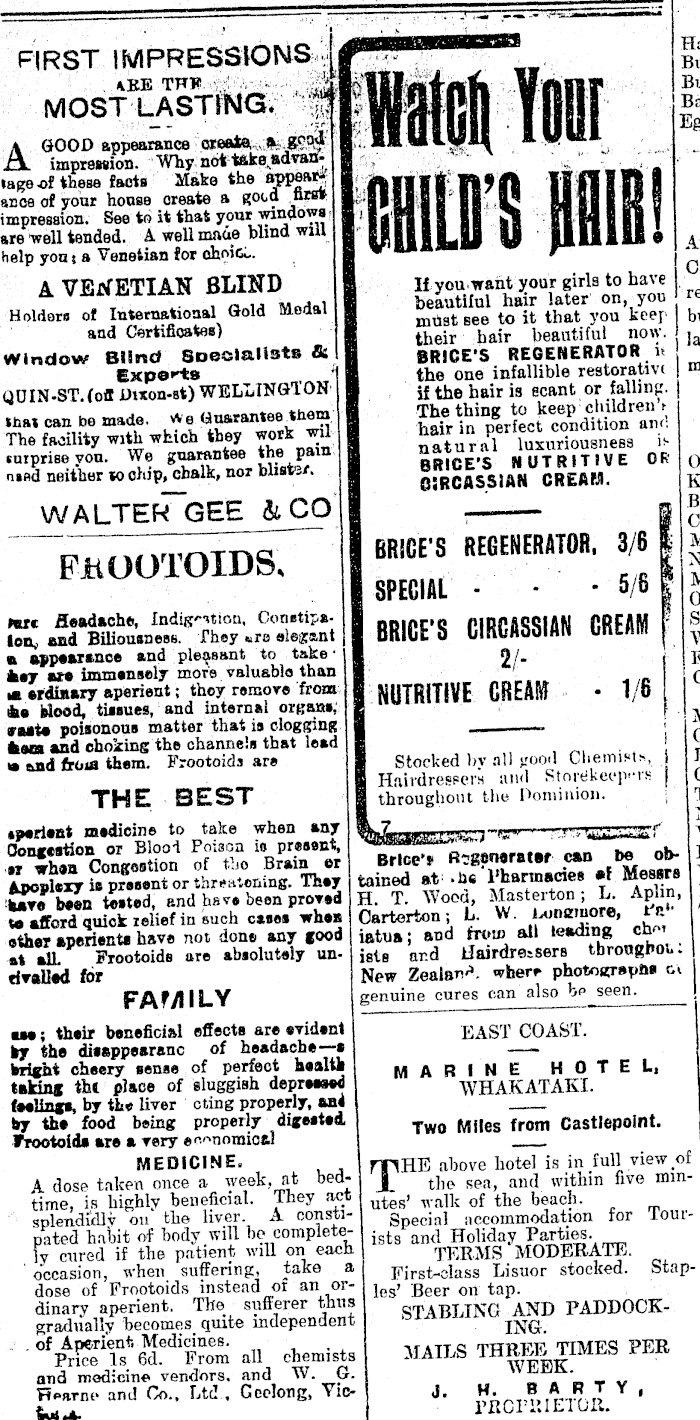 FIRST IMPRESSIONS
ARE THE
MOST LASTING.
A GOOD appearance create a good
impression. Why not take advan-
tage of these facts Make the appear-
ance of your house create a good first
impression. See to it that your windows
are well tended. A well made blind will
help you; a Venetian for choice.
A VENETIAN BLIND
Holders of International Gold Medal
and Certificates)
Window Blind Specialists &
Experts
QUIN-ST. (off Dixon-st) WELLINGTON
that can be made. We Guarantee them
The facility with which they work wil
surprise you. We guarantee the pain
used neither to chip, chalk, nor blister.
WALTER GEE & CO
FROOTOIDS.
Headache, Indigestion, Constipa-
ion, and Biliousness. They are elegant
appearance and pleasant to take
they are immensely more valuable than
ordinary aperient; they remove from
the blood, tissues, and internal organs,
waste poisonous matter that is clogging
them and choking the channels that lead
to and from them. Frootoids are
THE BEST
aperient medicine to take when any
Congestion or Blood Poison is present,
or when Congestion of the Brain or
Apoplexy is present or threatening. They
have been tested, and have been proved
to afford quick relief in such cases when
other aperients have not done any good
at all. Frootoids are absolutely un-
rivalled for
FAMILY
use; their beneficial effects are evident
by the disappearanc of headache—a
bright cheery sense of perfect health
taking the place of sluggish depressed
feelings, by the liver cting properly, and
by the food being properly digested.
Frootoids are a very economical
MEDICINE.
A dose taken once a week, at bed-
time, is highly beneficial. They act
splendidly on the liver. A consti-
pated habit of body will be complete-
ly cured if the patient will on each
occasion, when suffering, take a
dose of Frootoids instead of an or-
dinary aperient. The sufferer thus
gradually becomes quite independent
of Aperient Medicines.
Price 1s 6d. From all chemists
and medicine vendors, and W. G.
Hearne and Co., Ltd., Geelong, Vic-
Watch Your
CHILD'S HAIR!
If you want your girls to have
beautiful hair later on, you
must see to it that you keep
their hair beautiful now.
BRICE'S REGENERATOR is
the one infallible restorative
if the hair is scant or falling.
The thing to keep children's
hair in perfect condition and
natural luxuriousness is
BRICE'S NUTRITIVE OR
CIRCASSIAN CREAM.
BRICE'S REGENERATOR, 3/6
SPECIAL - - - 5/6
BRICE'S CIRCASSIAN CREAM
2/-
NUTRITIVE CREAM - 1/6
Stocked by all good Chemists,
Hairdressers and Storekeepers
throughout the Dominion.
7
Brice's Regenerator can be ob-
tained at the Pharmacies of Messrs
H. T. Wood, Masterton; L. Aplin,
Carterton; L. W. Longmore, Pah
iatua; and from all leading chem
ists and Hairdressers throughout
New Zealand, where photographs of
genuine cures can also be seen.
EAST COAST.
MARINE HOTEL,
WHAKATAKI.
Two Miles from Castlepoint.
THE above hotel is in full view of
the sea, and within five min-
utes' walk of the beach.
Special accommodation for Tour-
ists and Holiday Parties.
TERMS MODERATE.
First-class Lisuor stocked. Stap-
les' Beer on tap.
STABLING AND PADDOCK-
ING.
MAILS THREE TIMES PER
WEEK.
J. H. BARTY,
PROPRIETOR.